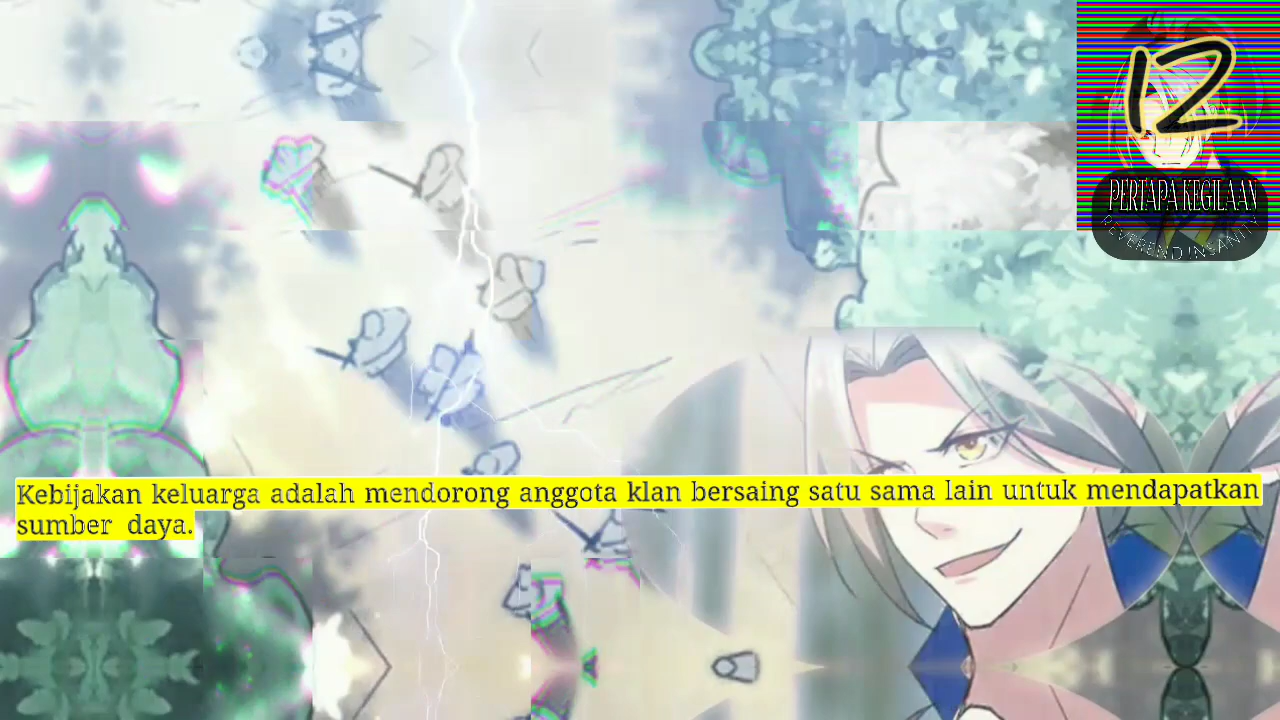 12
PERTAPA KEGILAAN
REVEREND INSANITY
Kebijakan keluarga adalah mendorong anggota klan bersaing satu sama lain untuk mendapatkan
sumber daya.